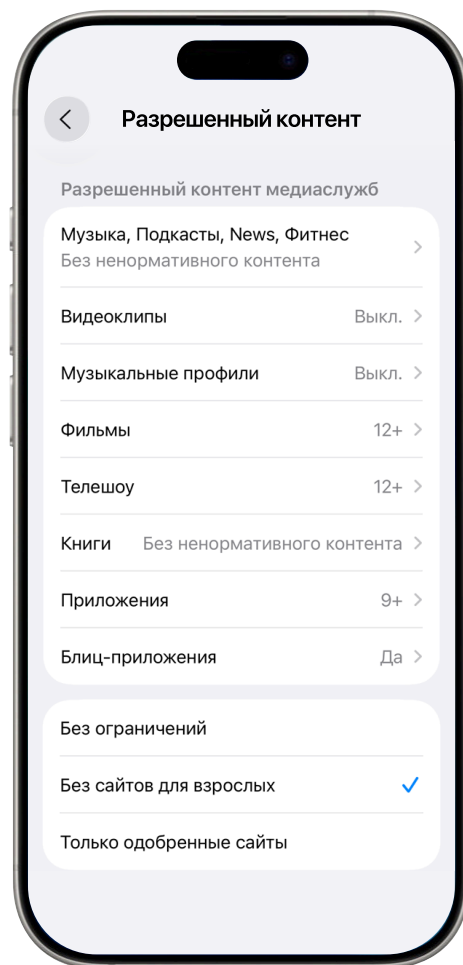 Разрешенный контент
Разрешенный контент медиаслужб
Музыка, Подкасты, News, Фитнес
Без ненормативного контента
Видеоклипы Выкл.
Музыкальные профили Выкл.
Фильмы 12+
Телешоу 12+
Книги Без ненормативного контента
Приложения 9+
Блиц-приложения Да
Без ограничений
Без сайтов для взрослых
Только одобренные сайты